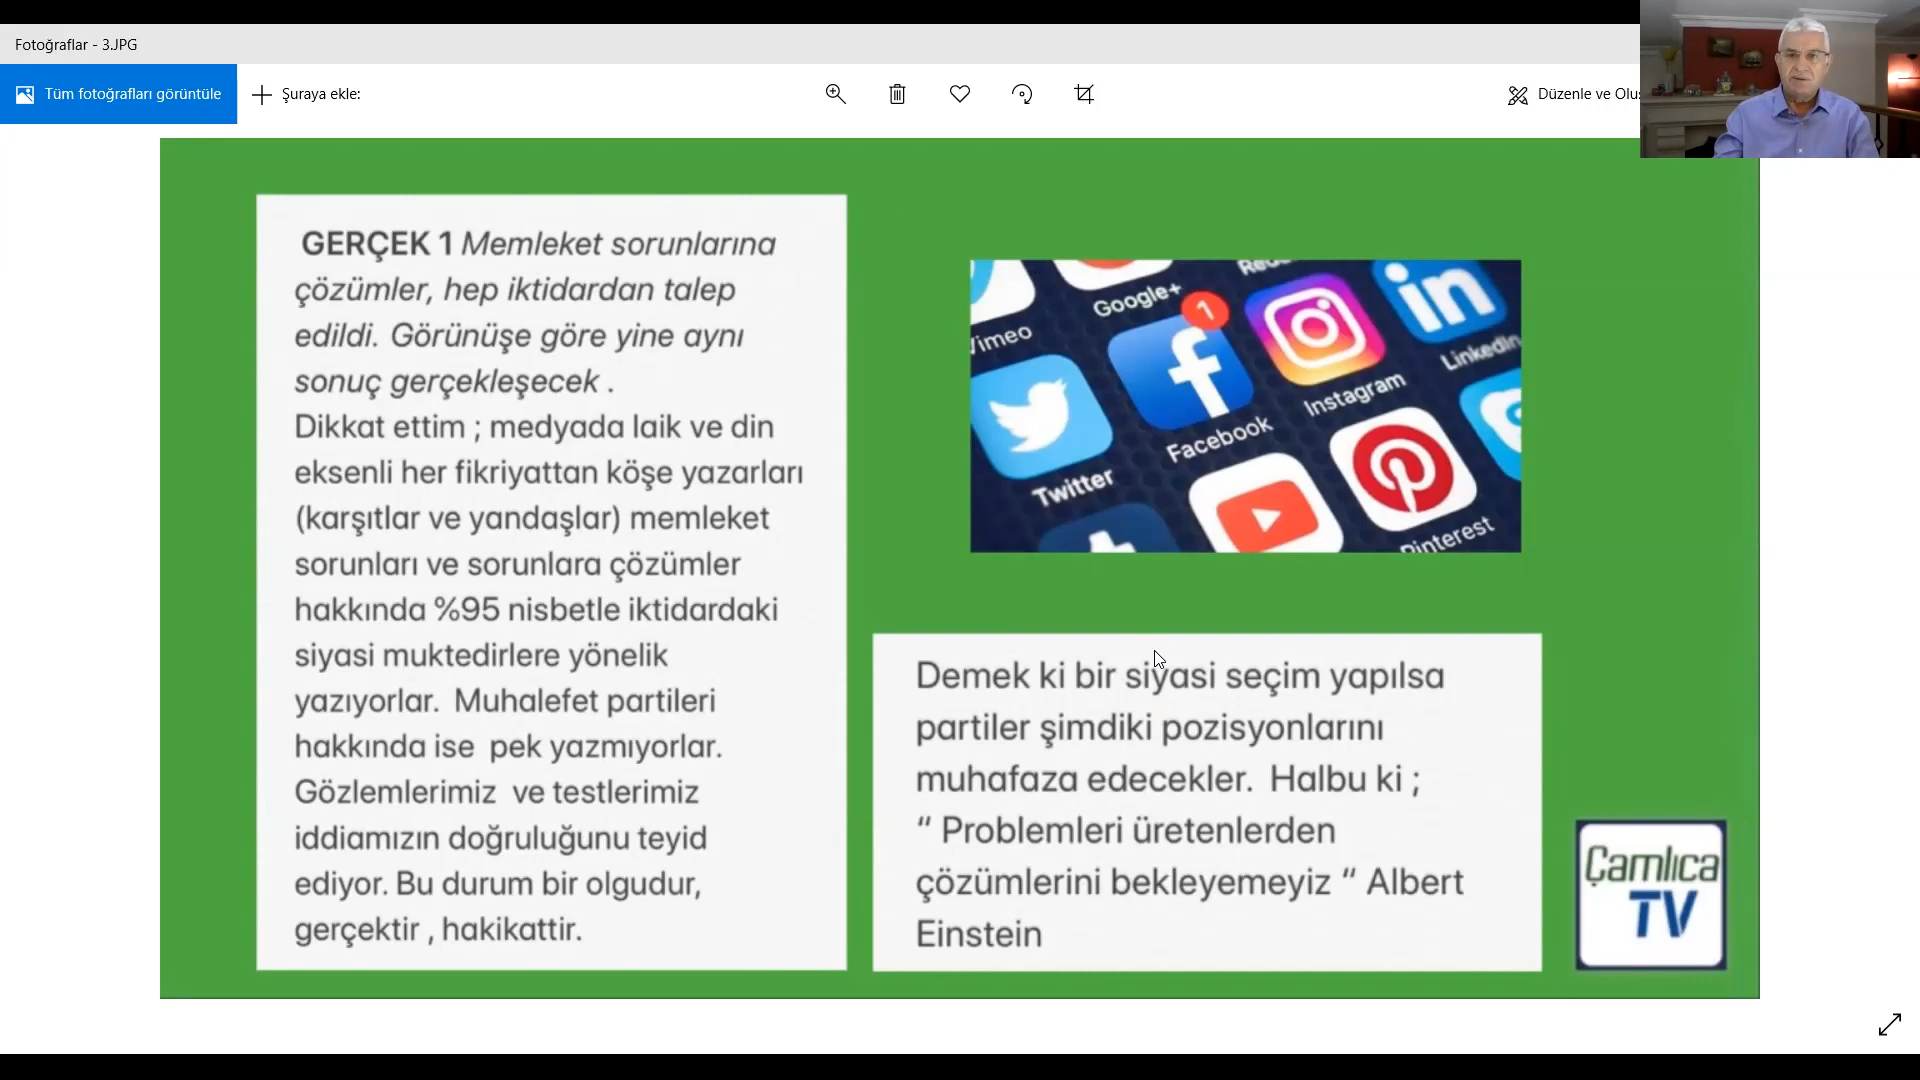 Fotoğraflar - 3.JPG
Tüm fotoğrafları görüntüle
Şuraya ekle:
Düzenle ve Olu
GERÇEK 1 Memleket sorunlarına
çözümler, hep iktidardan talep
edildi. Görünüşe göre yine aynı
sonuç gerçekleşecek .
Dikkat ettim ; medyada laik ve din
eksenli her fikriyattan köşe yazarları
(karşıtlar ve yandaşlar) memleket
sorunları ve sorunlara çözümler
hakkında %95 nisbetle iktidardaki
siyasi muktedirlere yönelik
yazıyorlar. Muhalefet partileri
hakkında ise pek yazmıyorlar.
Gözlemlerimiz ve testlerimiz
iddiamızın doğruluğunu teyid
ediyor. Bu durum bir olgudur,
gerçektir , hakikattir.
Google+
1
Vimeo
LinkedIn
Instagram
Facebook
Twitter
Pinterest
Demek ki bir siyasi seçim yapılsa
partiler şimdiki pozisyonlarını
muhafaza edecekler. Halbu ki ;
“ Problemleri üretenlerden
çözümlerini bekleyemeyiz “ Albert
Einstein
Çamlıca
TV